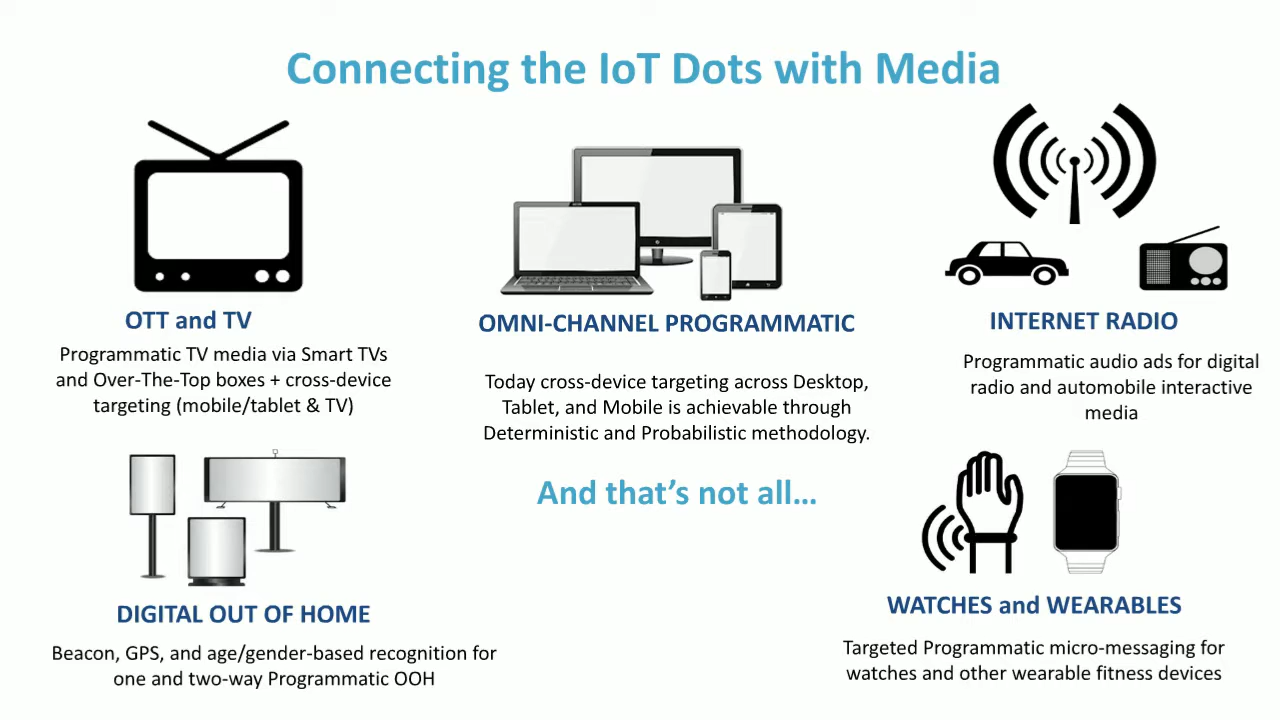 Connecting the IoT Dots with Media
OTT and TV
Programmatic TV media via Smart TVs
and Over-The-Top boxes + cross-device
targeting (mobile/tablet & TV)
OMNI-CHANNEL PROGRAMMATIC
Today cross-device targeting across Desktop,
Tablet, and Mobile is achievable through
Deterministic and Probabilistic methodology.
INTERNET RADIO
Programmatic audio ads for digital
radio and automobile interactive
media
And that's not all…
DIGITAL OUT OF HOME
Beacon, GPS, and age/gender-based recognition for
one and two-way Programmatic OOH
WATCHES and WEARABLES
Targeted Programmatic micro-messaging for
watches and other wearable fitness devices